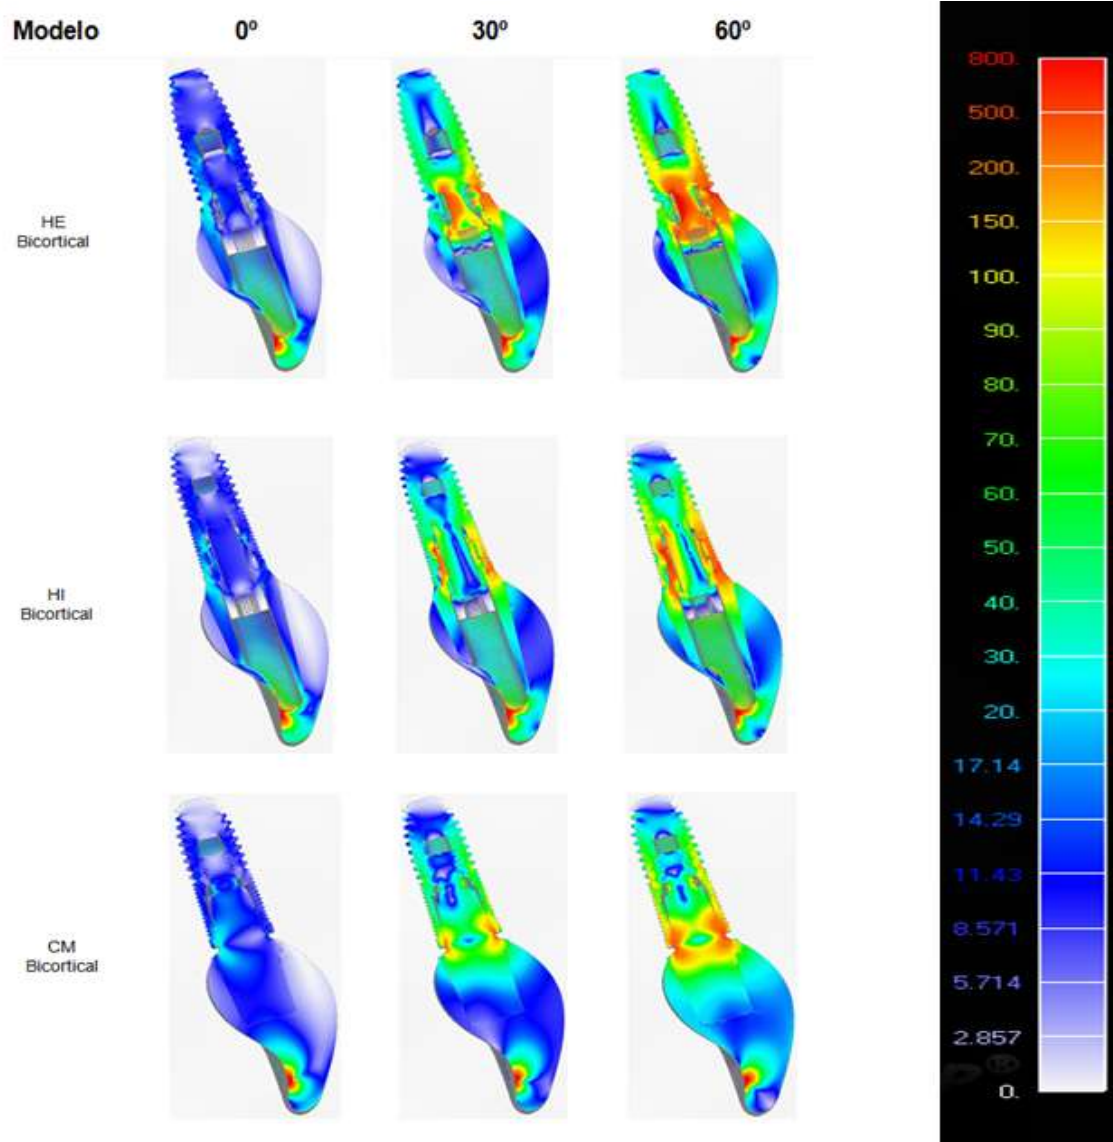 Modelo 0º 30º 60º
HE
Bicortical
HI
Bicortical
CM
Bicortical
800.
500.
200.
150.
100.
90.
80.
70.
60.
50.
40.
30.
20.
17.14
14.29
11.43
8.571
5.714
2.857
0.